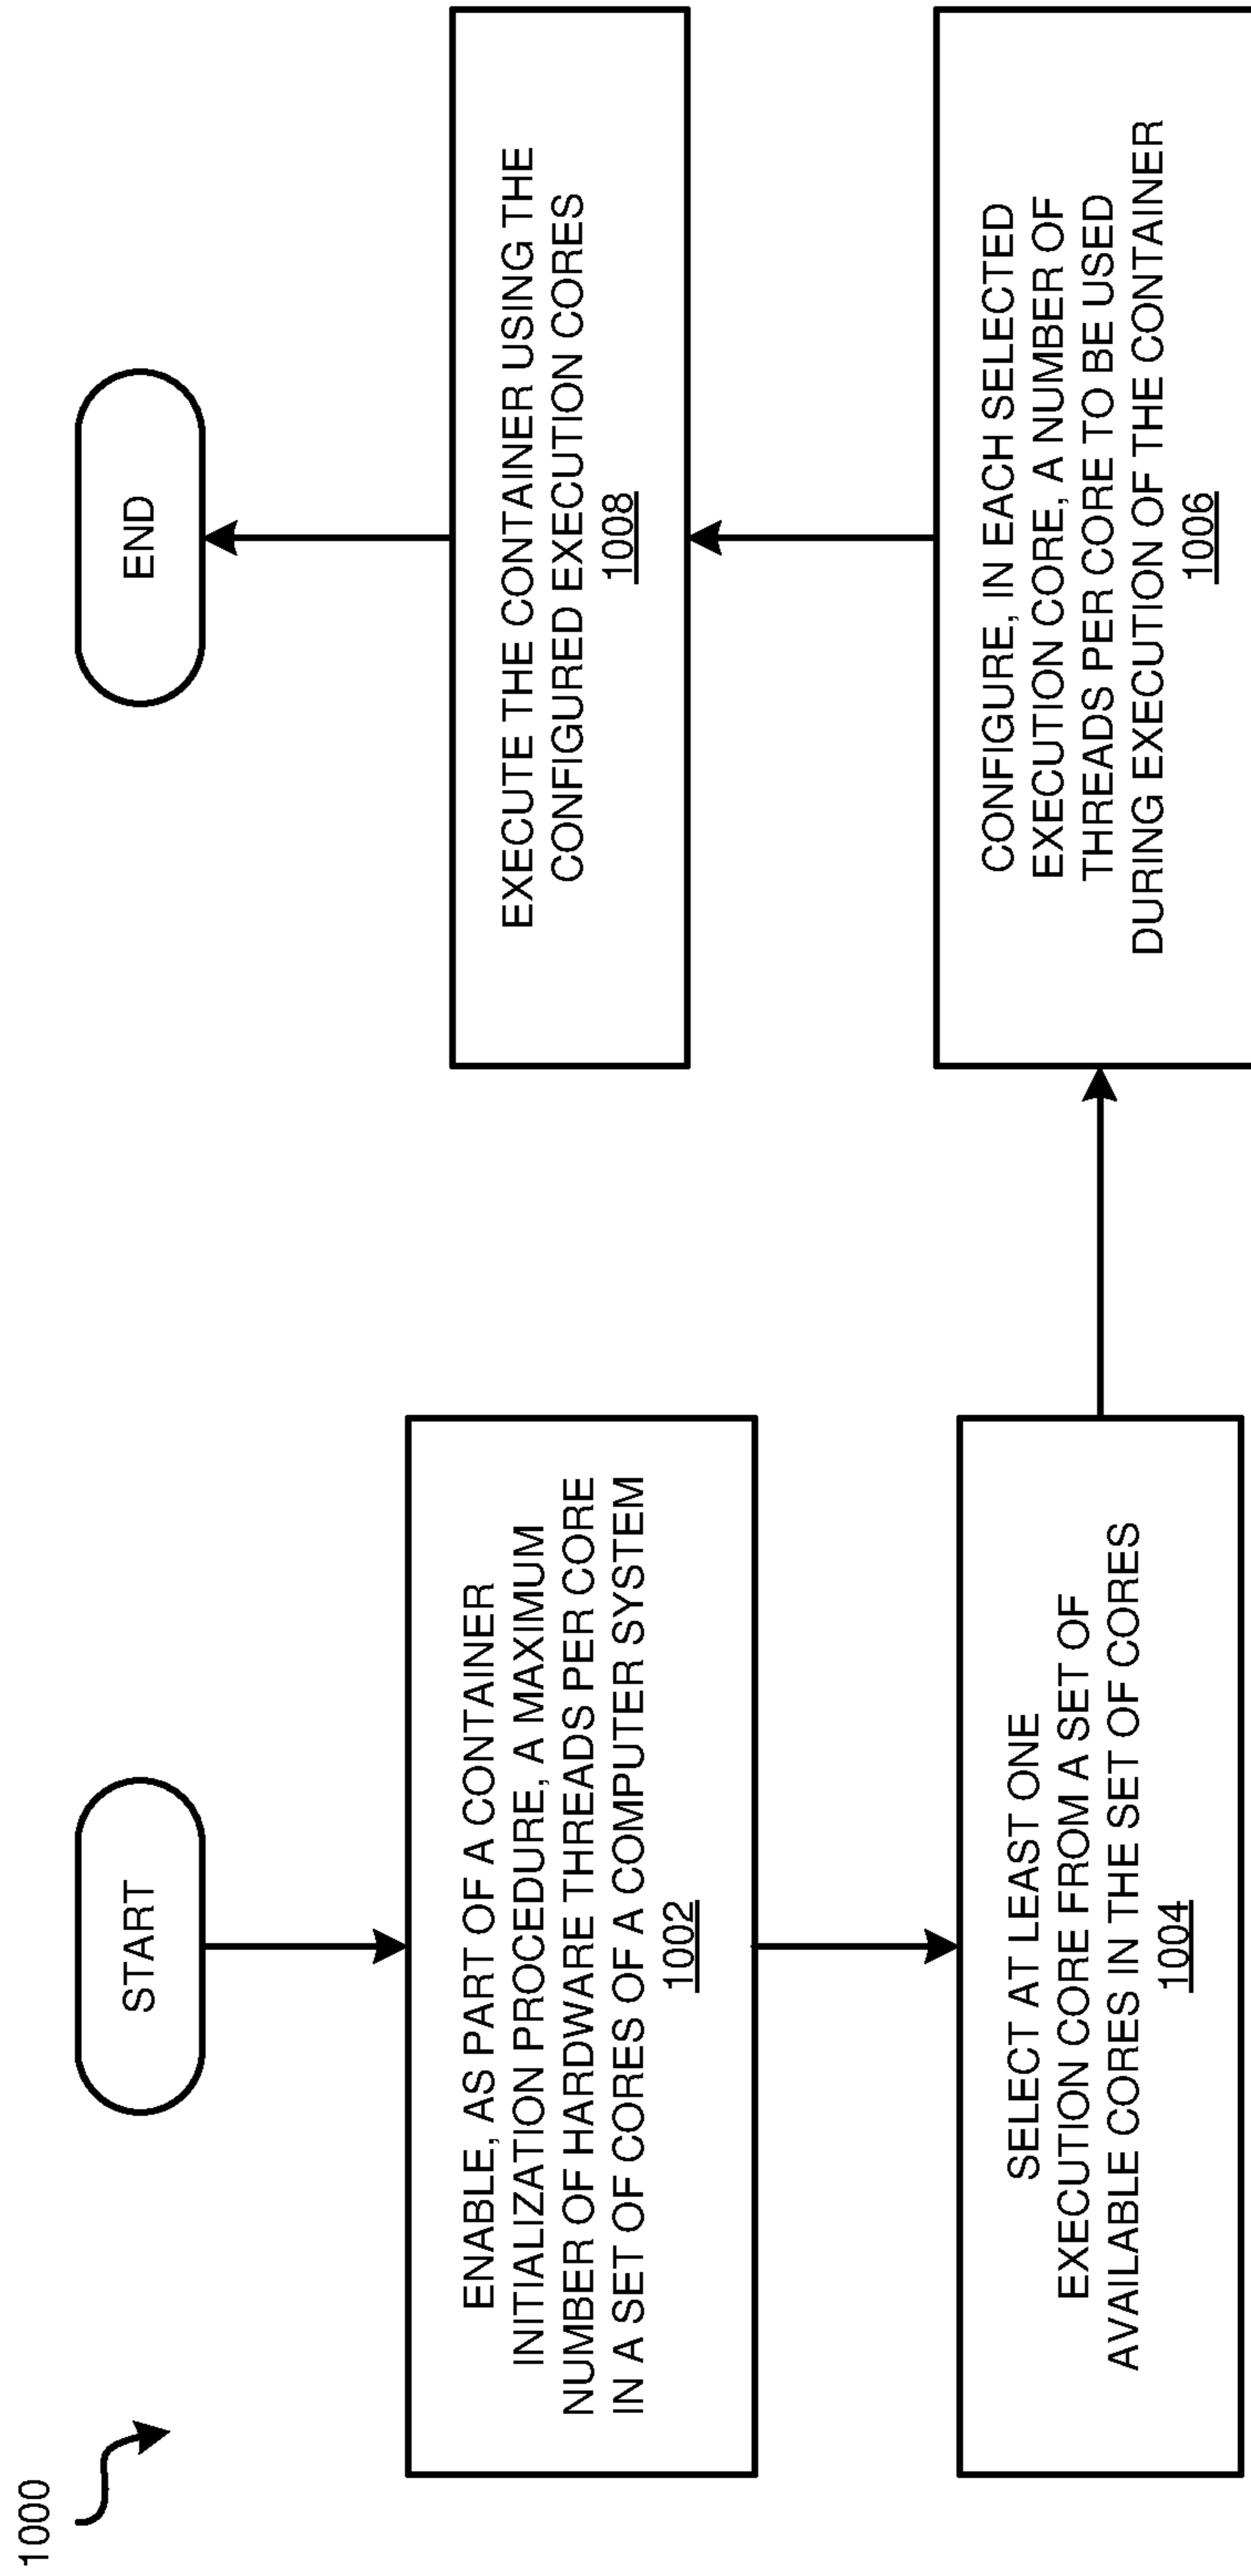 1000
START
ENABLE, AS PART OF A CONTAINER
INITIALIZATION PROCEDURE, A MAXIMUM
NUMBER OF HARDWARE THREADS PER CORE
IN A SET OF CORES OF A COMPUTER SYSTEM
1002
SELECT AT LEAST ONE
EXECUTION CORE FROM A SET OF
AVAILABLE CORES IN THE SET OF CORES
1004
CONFIGURE, IN EACH SELECTED
EXECUTION CORE, A NUMBER OF
THREADS PER CORE TO BE USED
DURING EXECUTION OF THE CONTAINER
1006
EXECUTE THE CONTAINER USING THE
CONFIGURED EXECUTION CORES
1008
END